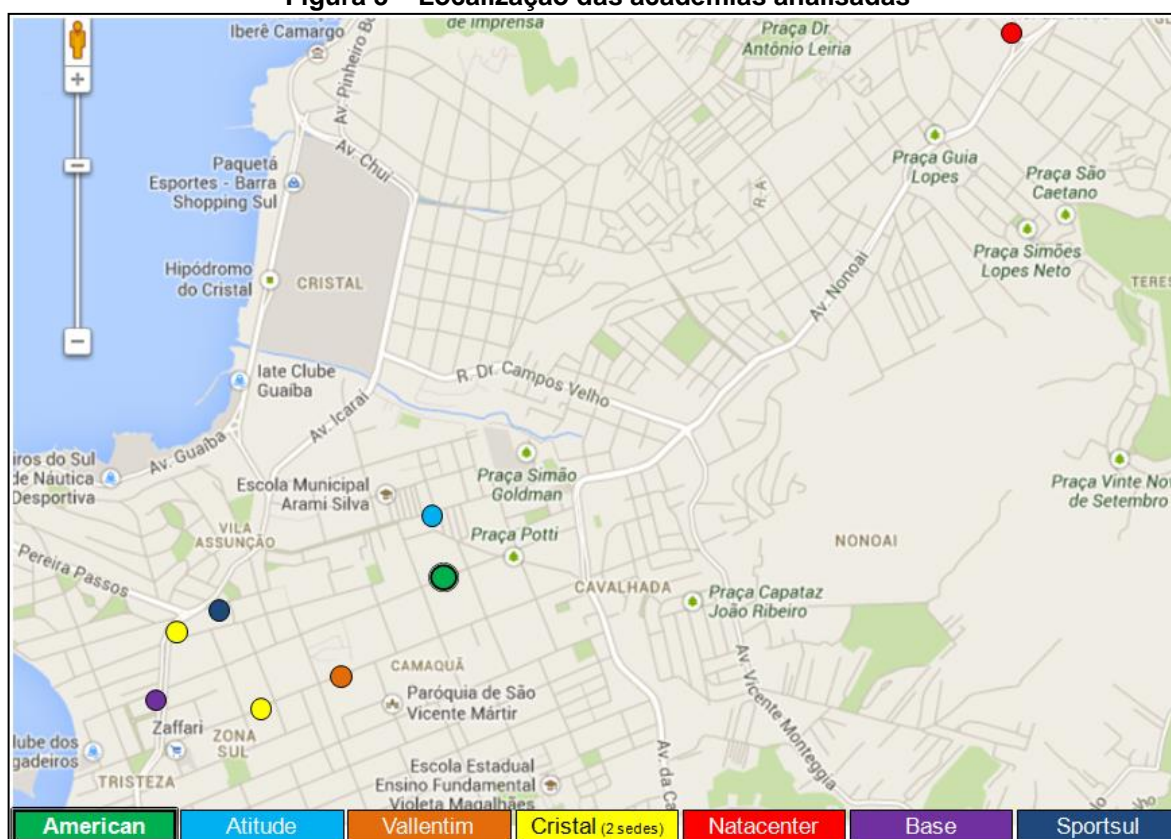 Figura 3 – Localização das academias analisadas
Iberê Camargo
de Imprensa
Praça Dr.
Antônio Leiria
Av. Pinheiro Bo
Av. Chuí
Paquetá
Esportes - Barra
Shopping Sul
Praça Guia
Lopes
Praça São
Caetano
R. A
Praça Simões
Lopes Neto
Hipódromo
do Cristal
CRISTAL
TERES
Av. Nonoai
Iate Clube
Guaíba
R. Dr. Campos Velho
Av. Icaraí
Av. Guaíba
iros do Sul
de Náutica
Desportiva
Escola Municipal
Arami Silva
Praça Simão
Goldman
Praça Vinte Nov
de Setembro
VILA
ASSUNÇÃO
Praça Potti
NONOAI
Pereira Passos
CAVALHADA
Praça Capataz
João Ribeiro
CAMAQUÃ
Paróquia de São
Vicente Mártir
Av. Vicente Monteggia
Zaffari
ZONA
SUL
lube dos
gadeiros
TRISTEZA
Av. da Ca
Escola Estadual
Ensino Fundamental
Violeta Magalhães
American Atitude Vallentim Cristal (2 sedes) Natacenter Base Sportsul